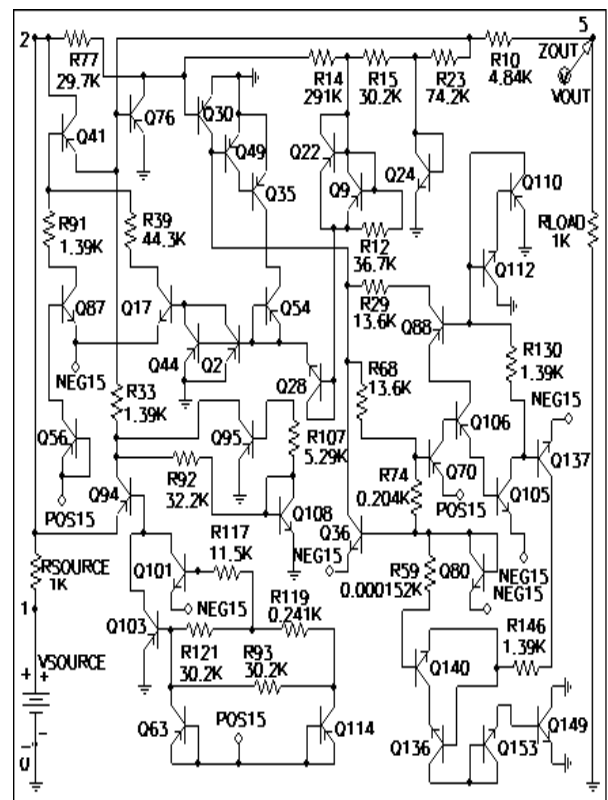 2
5
R77
29.7K
R10
4.84K
ZOUT
VOUT
R14
291K
R15
30.2K
R23
74.2K
Q41
Q76
Q30
Q49
Q35
Q22
Q9
Q24
Q110
RLOAD
1K
R91
1.39K
R39
44.3K
R12
36.7K
Q112
R29
13.6K
Q88
Q87
Q17
Q54
Q44
Q2
Q28
R130
1.39K
NEG15
NEG15
R33
1.39K
R68
13.6K
Q56
Q95
R107
5.29K
Q106
Q137
R92
32.2K
Q70
R74
0.204K
POS15
Q105
POS15
Q94
Q108
Q36
RSOURCE
1K
R117
11.5K
NEG15
R59
0.000152K
Q80
NEG15
NEG15
Q101
NEG15
R119
0.241K
1
Q103
R121
30.2K
R93
30.2K
R146
1.39K
VSOURCE
Q140
+ +
- -
0
Q63
POS15
Q114
Q136
Q153
Q149